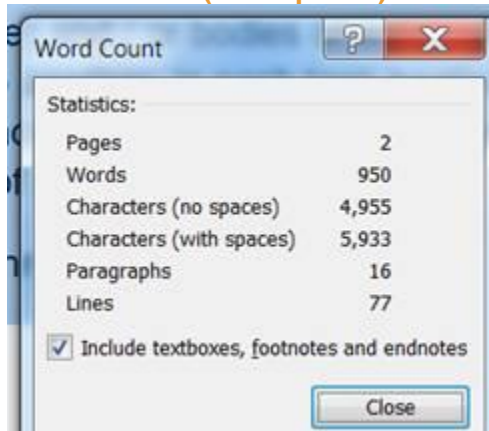 Word Count
Statistics:
Pages 2
Words 950
Characters (no spaces) 4,955
Characters (with spaces) 5,933
Paragraphs 16
Lines 77
Include textboxes, footnotes and endnotes
Close